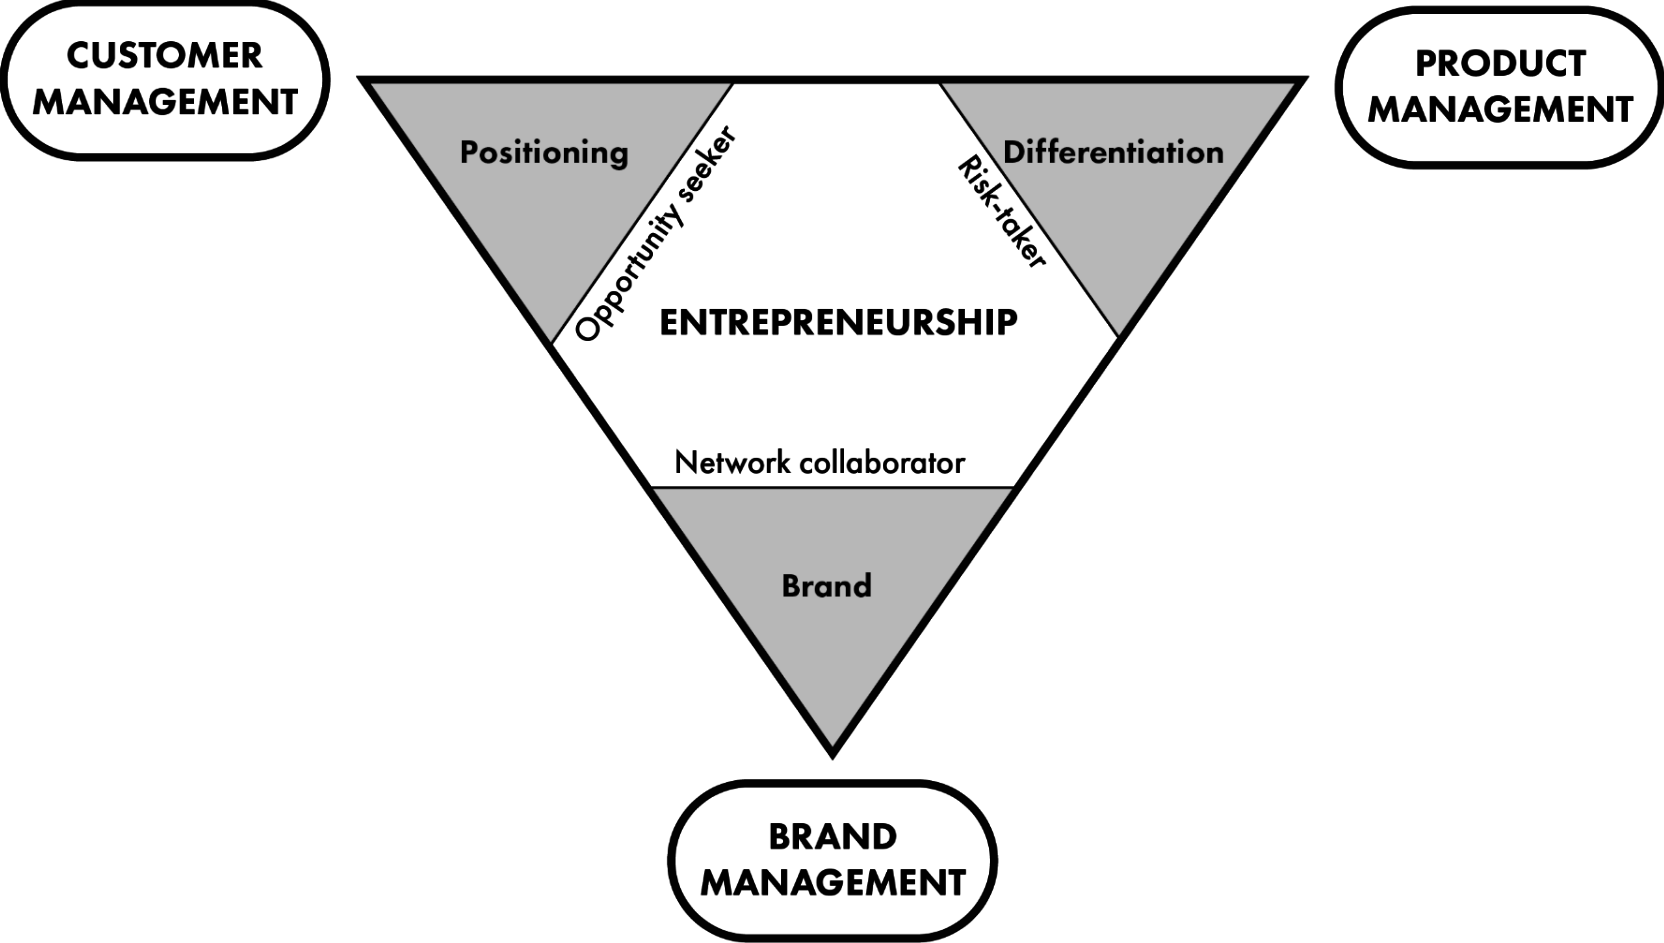 CUSTOMER
MANAGEMENT
PRODUCT
MANAGEMENT
Positioning
Opportunity seeker
Risk-taker
Differentiation
ENTREPRENEURSHIP
Network collaborator
Brand
BRAND
MANAGEMENT